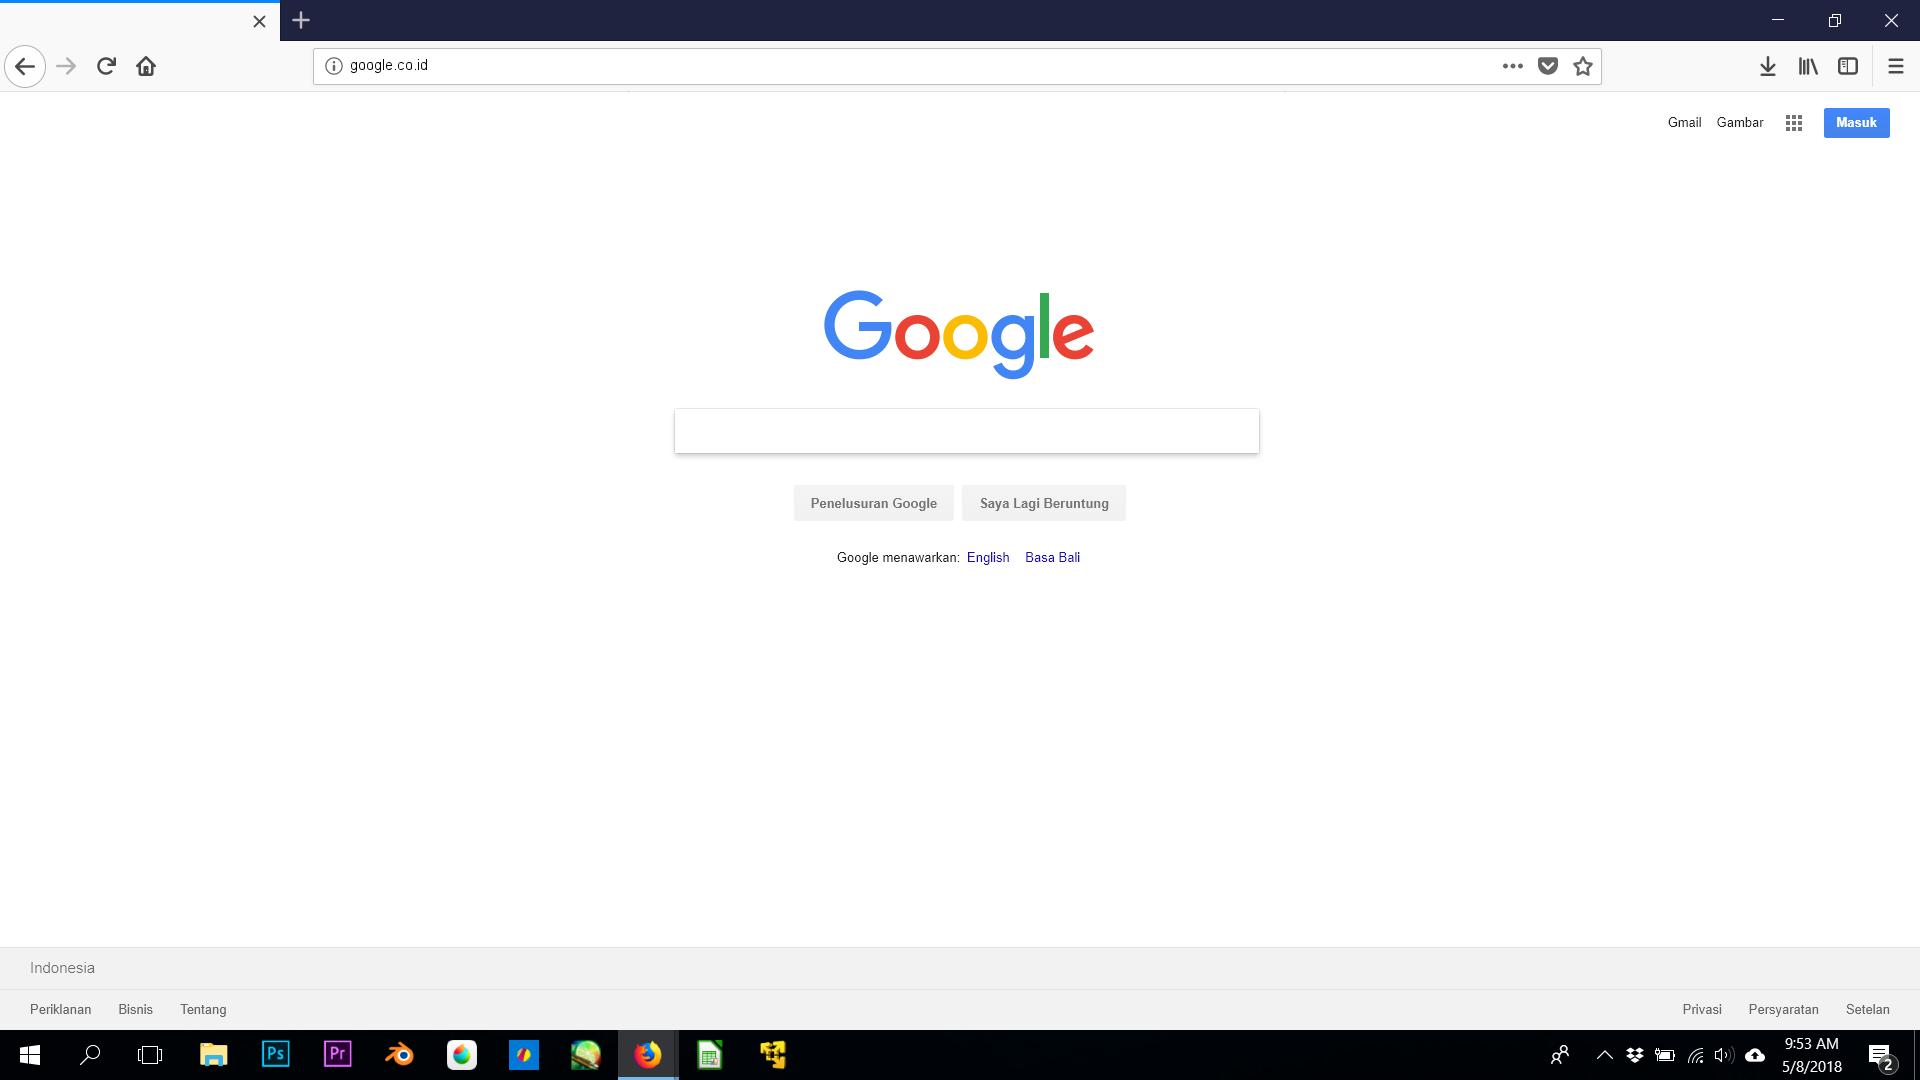 google.co.id
Gmail Gambar Masuk
Google
Penelusuran Google Saya Lagi Beruntung
Google menawarkan: English Basa Bali
Indonesia
Periklanan Bisnis Tentang Privasi Persyaratan Setelan
Ps Pr
9:53 AM
5/8/2018
2